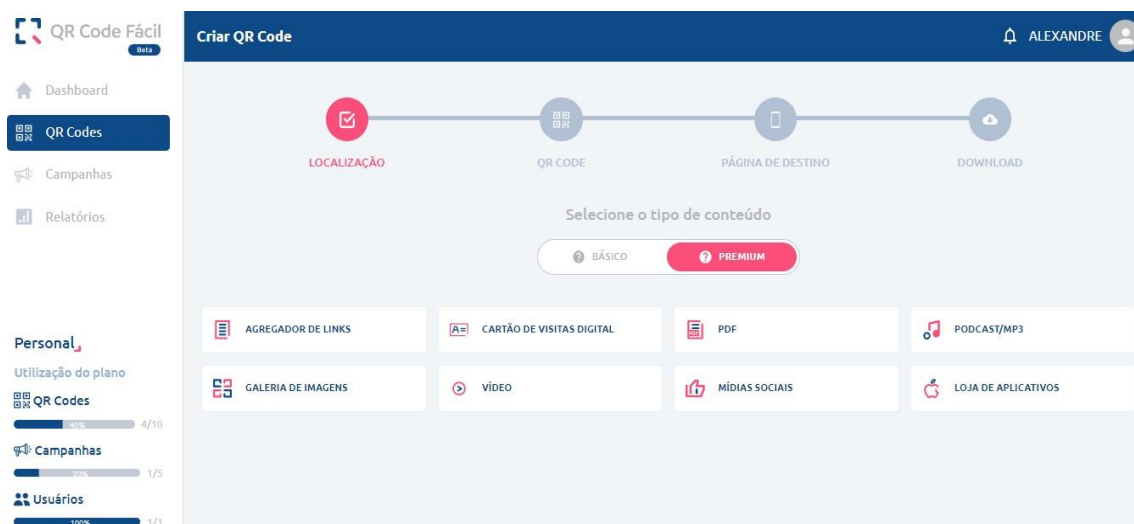 QR Code Fácil
Beta
Criar QR Code
ALEXANDRE
Dashboard
QR Codes
Campanhas
Relatórios
LOCALIZAÇÃO
QR CODE
PÁGINA DE DESTINO
DOWNLOAD
Selecione o tipo de conteúdo
? BÁSICO
? PREMIUM
AGREGADOR DE LINKS
A= CARTÃO DE VISITAS DIGITAL
PDF
PODCAST/MP3
GALERIA DE IMAGENS
VÍDEO
MÍDIAS SOCIAIS
LOJA DE APLICATIVOS
Personal
Utilização do plano
QR Codes
40% 4/10
Campanhas
20% 1/5
Usuários
100% 1/1